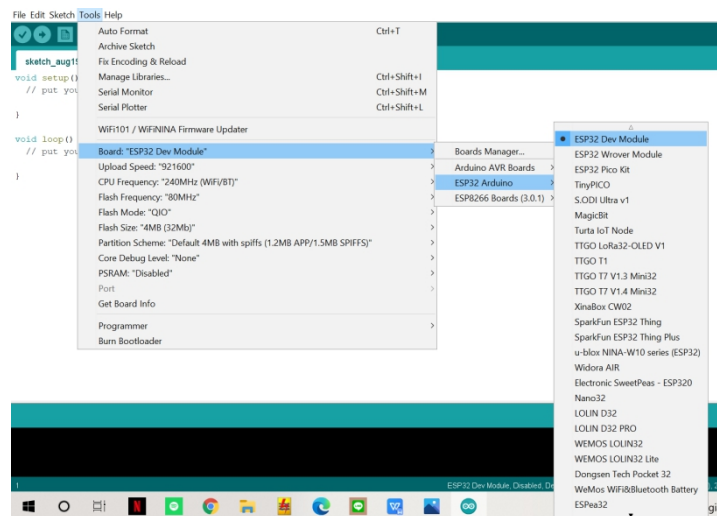 File Edit Sketch Tools Help
sketch_aug1
void setup()
// put you
}
void loop()
// put you
}
Auto Format Ctrl+T
Archive Sketch
Fix Encoding & Reload
Manage Libraries... Ctrl+Shift+I
Serial Monitor Ctrl+Shift+M
Serial Plotter Ctrl+Shift+L
WiFi101 / WiFiNINA Firmware Updater
Board: "ESP32 Dev Module"
Upload Speed: "921600"
CPU Frequency: "240MHz (WiFi/BT)"
Flash Frequency: "80MHz"
Flash Mode: "QIO"
Flash Size: "4MB (32Mb)"
Partition Scheme: "Default 4MB with spiffs (1.2MB APP/1.5MB SPIFFS)"
Core Debug Level: "None"
PSRAM: "Disabled"
Port
Get Board Info
Programmer
Burn Bootloader
Boards Manager...
Arduino AVR Boards
ESP32 Arduino
ESP8266 Boards (3.0.1)
ESP32 Dev Module
ESP32 Wrover Module
ESP32 Pico Kit
TinyPICO
S.ODI Ultra v1
MagicBit
Turta IoT Node
TTGO LoRa32-OLED V1
TTGO T1
TTGO T7 V1.3 Mini32
TTGO T7 V1.4 Mini32
XinaBox CW02
SparkFun ESP32 Thing
SparkFun ESP32 Thing Plus
u-blox NINA-W10 series (ESP32)
Widora AIR
Electronic SweetPeas - ESP320
Nano32
LOLIN D32
LOLIN D32 PRO
WEMOS LOLIN32
WEMOS LOLIN32 Lite
Dongsen Tech Pocket 32
WeMos WiFi&Bluetooth Battery
ESPea32
1
ESP32 Dev Module, Disabled, De